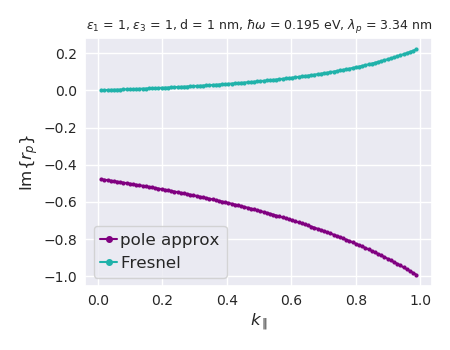 ε₁ = 1, ε₃ = 1, d = 1 nm, ℏω = 0.195 eV, λₚ = 3.34 nm
0.2
0.0
−0.2
−0.4
−0.6
−0.8
−1.0
Im{rₚ}
pole approx
Fresnel
0.0 0.2 0.4 0.6 0.8 1.0
k∥